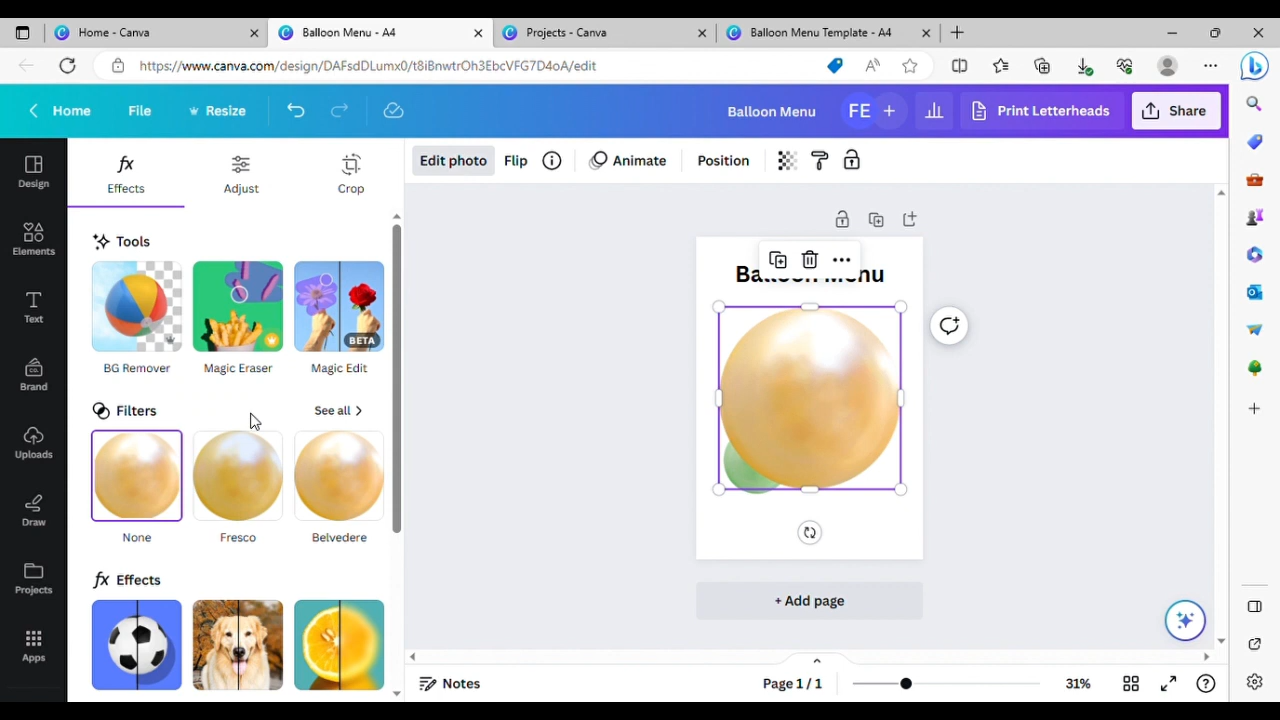 Home - Canva
Balloon Menu - A4
Projects - Canva
Balloon Menu Template - A4
https://www.canva.com/design/DAFsdDLumx0/t8iBnwtrOh3EbcVFG7D4oA/edit
Home
File
Resize
Balloon Menu
FE
Print Letterheads
Share
Design
Elements
Text
Brand
Uploads
Draw
Projects
Apps
Effects
Adjust
Crop
Tools
BETA
BG Remover
Magic Eraser
Magic Edit
Filters
See all
None
Fresco
Belvedere
fx Effects
Edit photo
Flip
Animate
Position
+ Add page
Notes
Page 1 / 1
31%